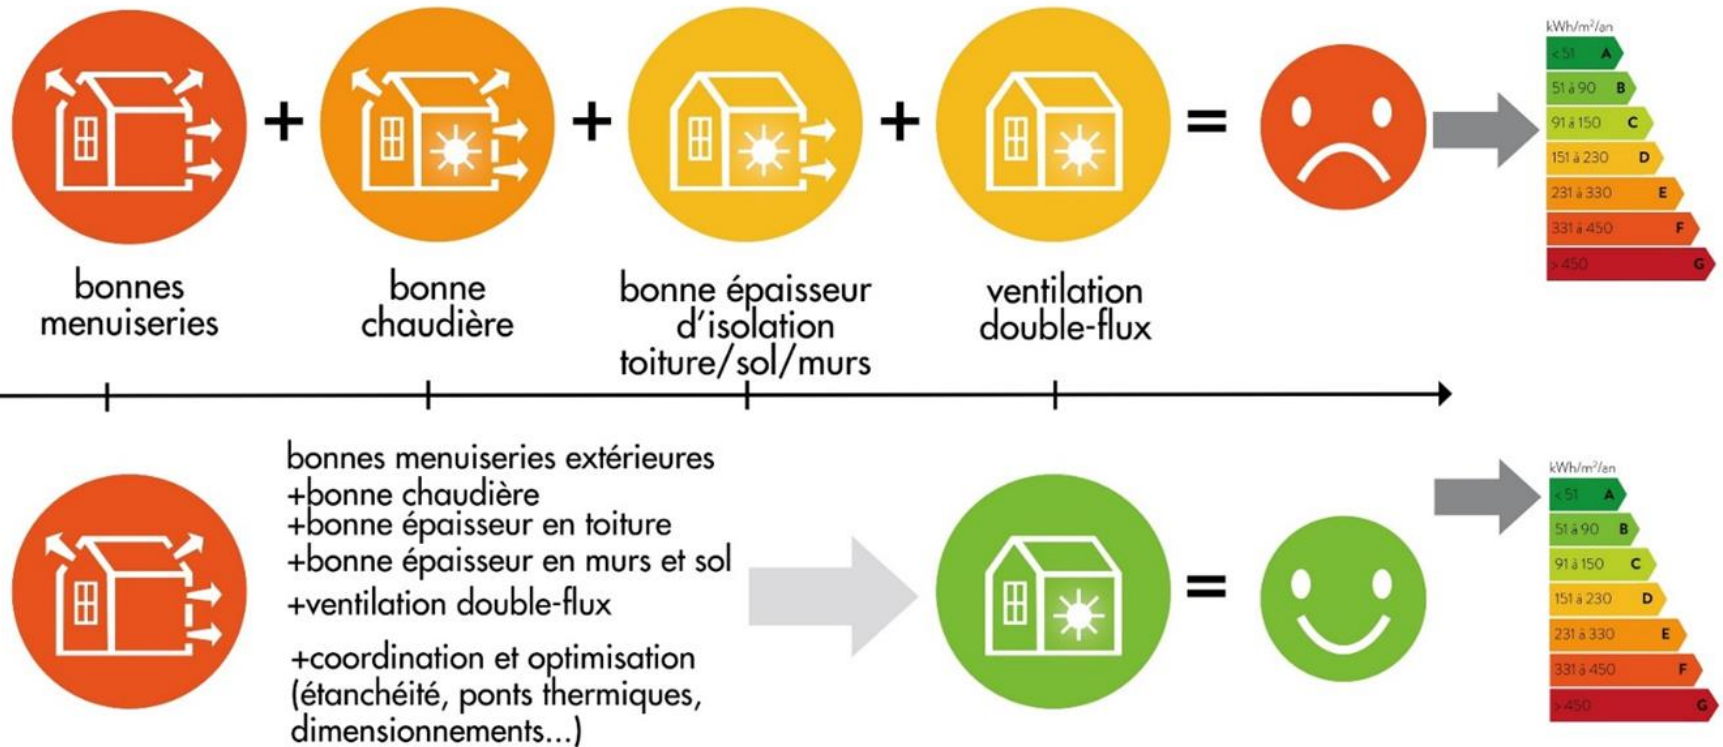 bonnes
menuiseries
+
bonne
chaudière
+
bonne épaisseur
d'isolation
toiture/sol/murs
+
ventilation
double-flux
=
kWh/m²/an
< 51 A
51 à 90 B
91 à 150 C
151 à 230 D
231 à 330 E
331 à 450 F
> 450 G
bonnes menuiseries extérieures
+bonne chaudière
+bonne épaisseur en toiture
+bonne épaisseur en murs et sol
+ventilation double-flux
+coordination et optimisation
(étanchéité, ponts thermiques,
dimensionnements...)
=
kWh/m²/an
< 51 A
51 à 90 B
91 à 150 C
151 à 230 D
231 à 330 E
331 à 450 F
> 450 G